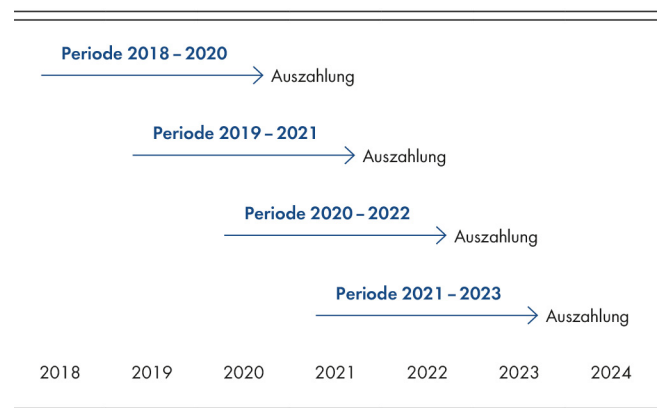 Periode 2018 – 2020
Auszahlung
Periode 2019 – 2021
Auszahlung
Periode 2020 – 2022
Auszahlung
Periode 2021 – 2023
Auszahlung
2018 2019 2020 2021 2022 2023 2024